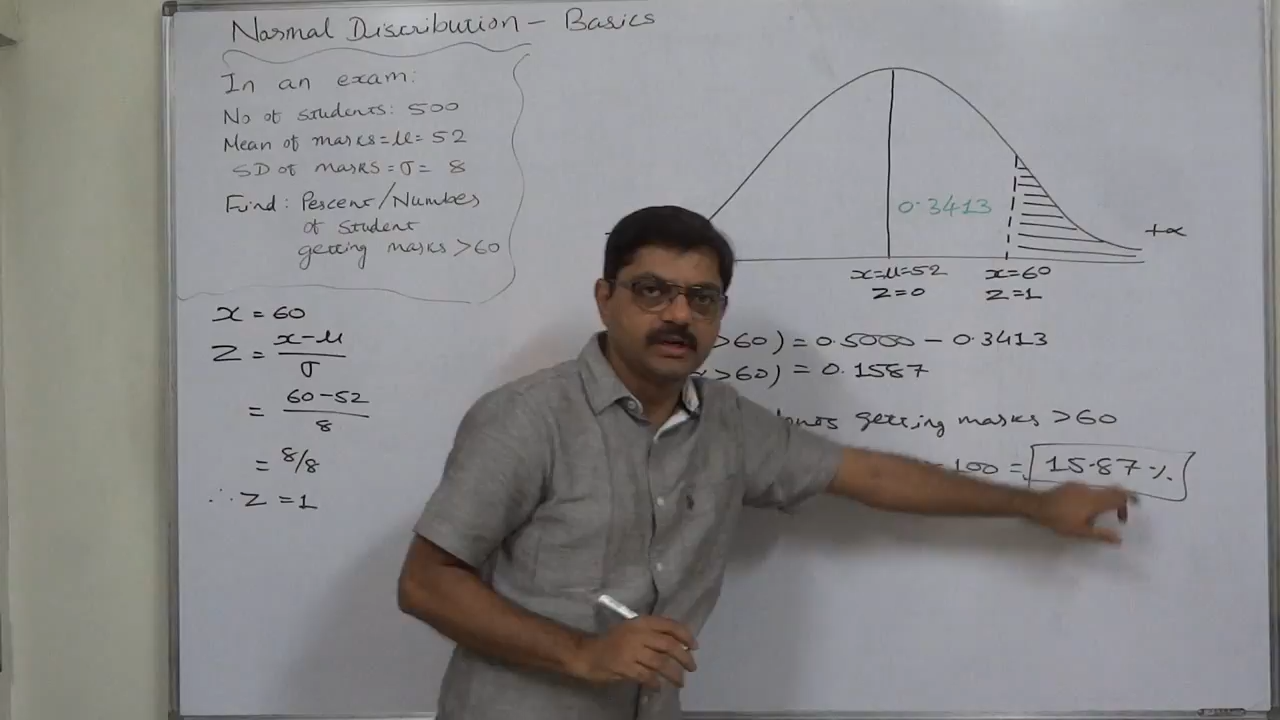 Normal Discribution - Basics
In an exam:
No of students: 500
Mean of marks = μ = 52
SD of marks = σ = 8
Find: Percent/Number
of student
getting marks >60
x = 60
Z = x-μ / σ
= 60-52 / 8
= 8/8
∴ Z = 1
0.3413
+∝
x=μ=52 x=60
Z=0 Z=1
>60) = 0.5000 - 0.3413
>60) = 0.1587
getting marks >60
100 = 15.87 %